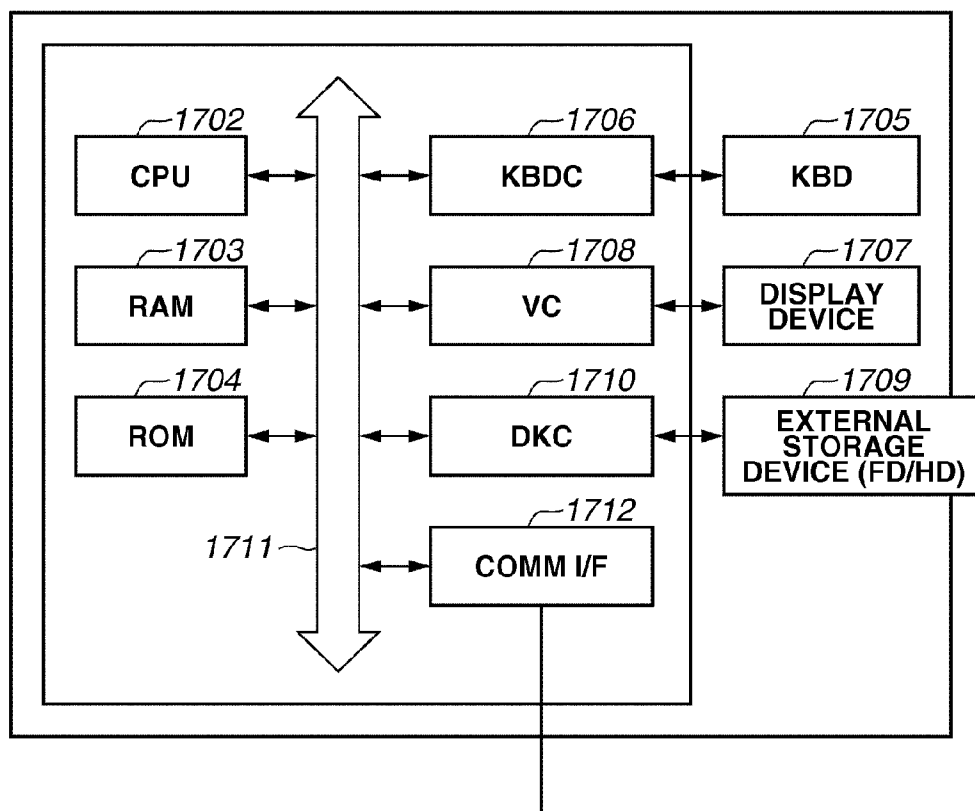 1702
CPU
1706
KBDC
1705
KBD
1703
RAM
1708
VC
1707
DISPLAY
DEVICE
1704
ROM
1710
DKC
1709
EXTERNAL
STORAGE
DEVICE (FD/HD)
1711
1712
COMM I/F